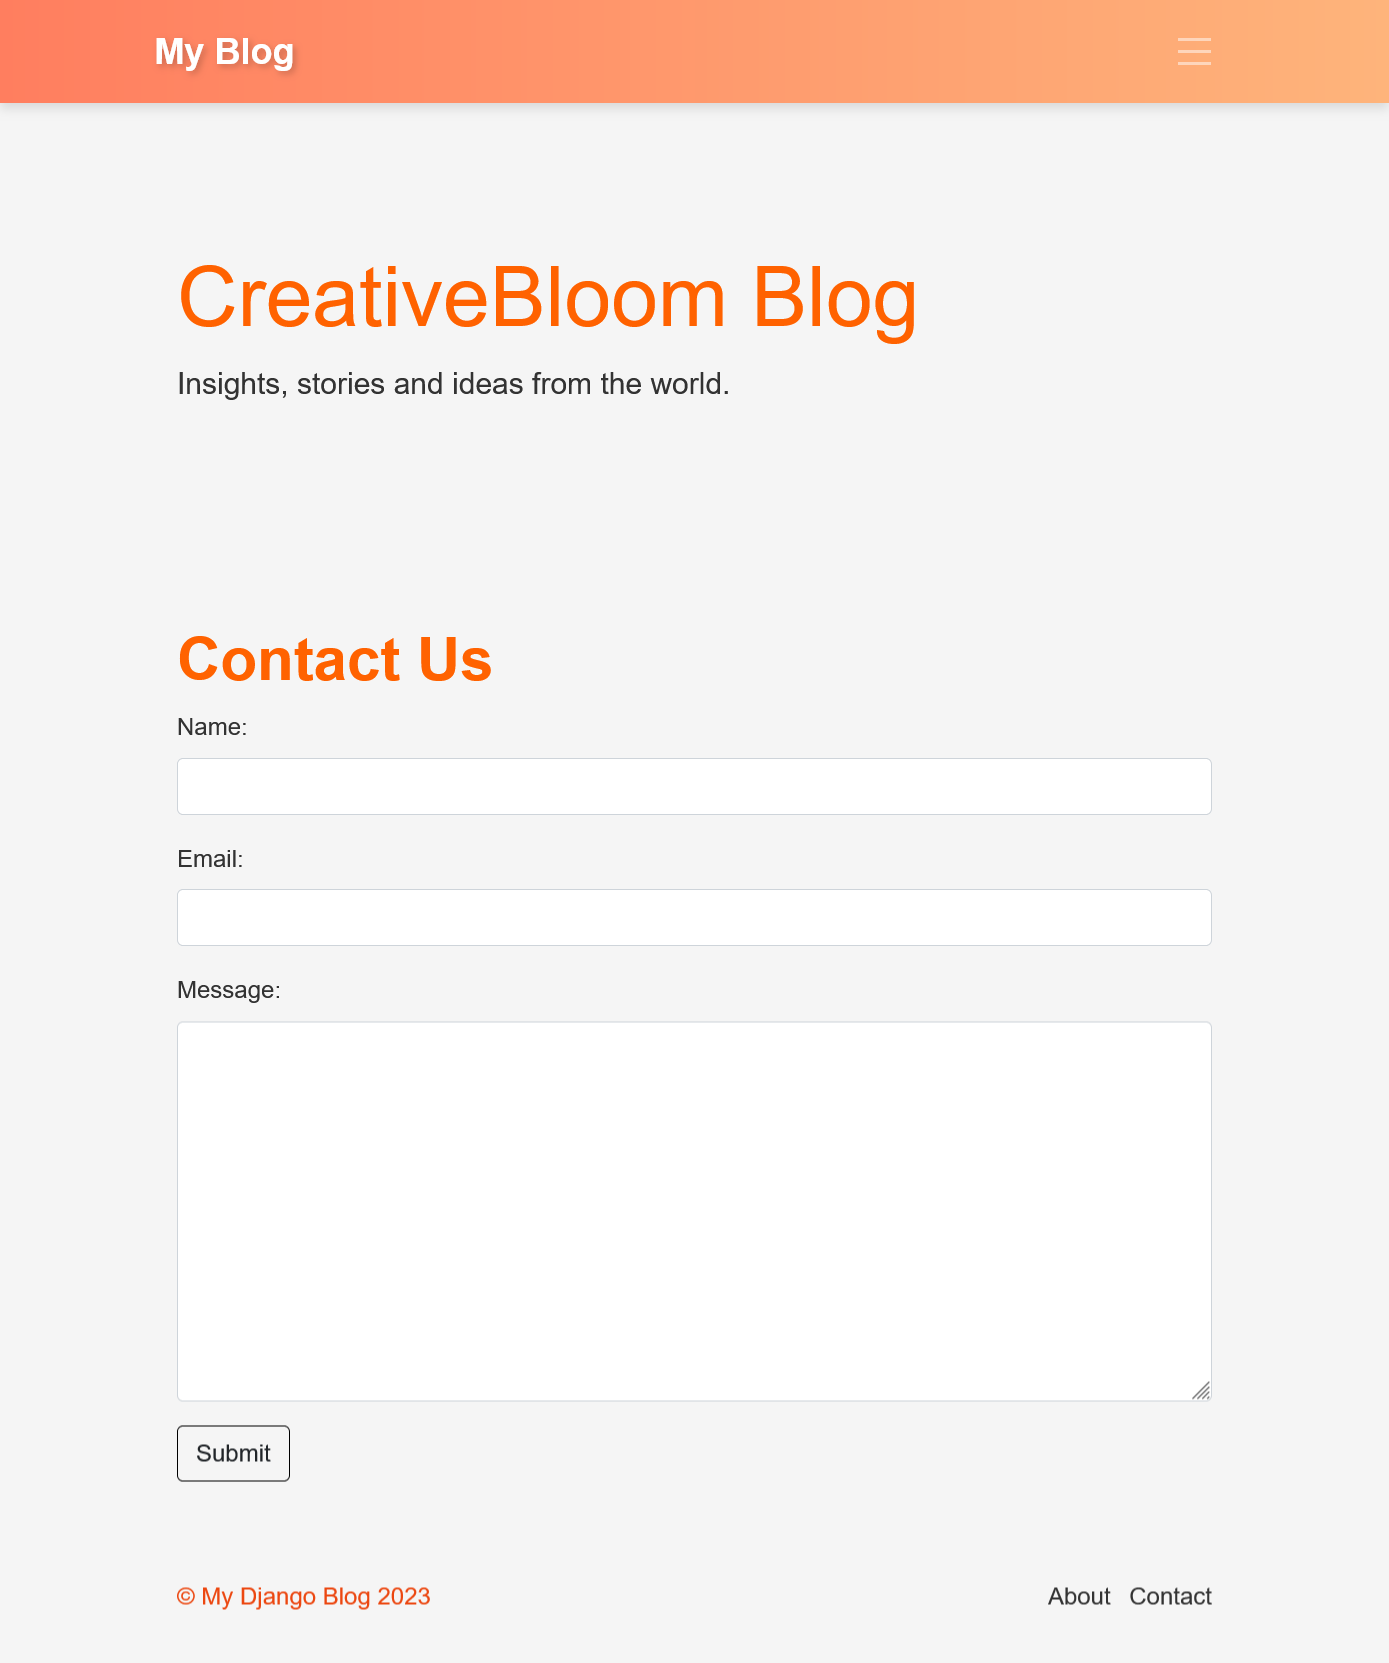 My Blog
CreativeBloom Blog
Insights, stories and ideas from the world.
Contact Us
Name:
Email:
Message:
Submit
© My Django Blog 2023
About Contact